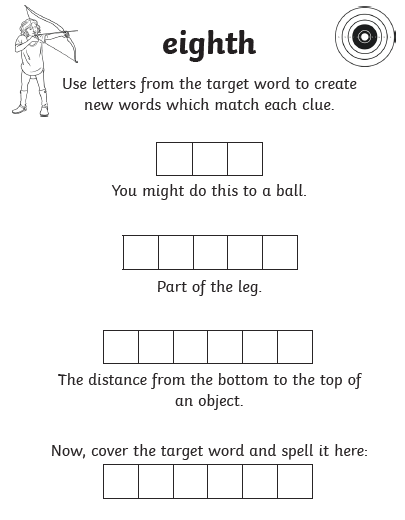 eighth
Use letters from the target word to create
new words which match each clue.
You might do this to a ball.
Part of the leg.
The distance from the bottom to the top of
an object.
Now, cover the target word and spell it here: